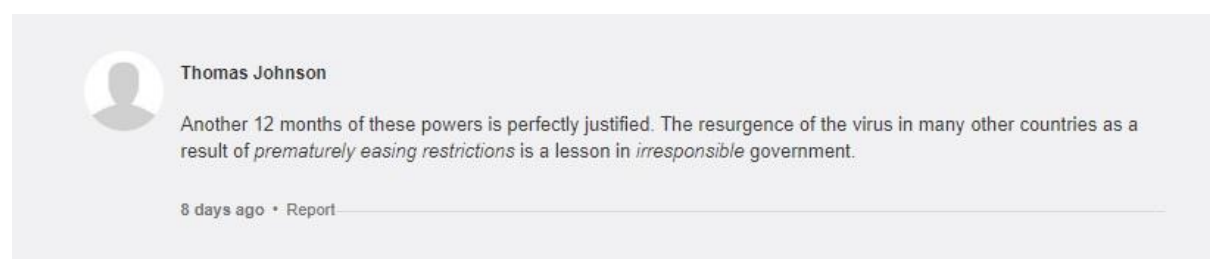 Thomas Johnson
Another 12 months of these powers is perfectly justified. The resurgence of the virus in many other countries as a
result of prematurely easing restrictions is a lesson in irresponsible government.
8 days ago • Report